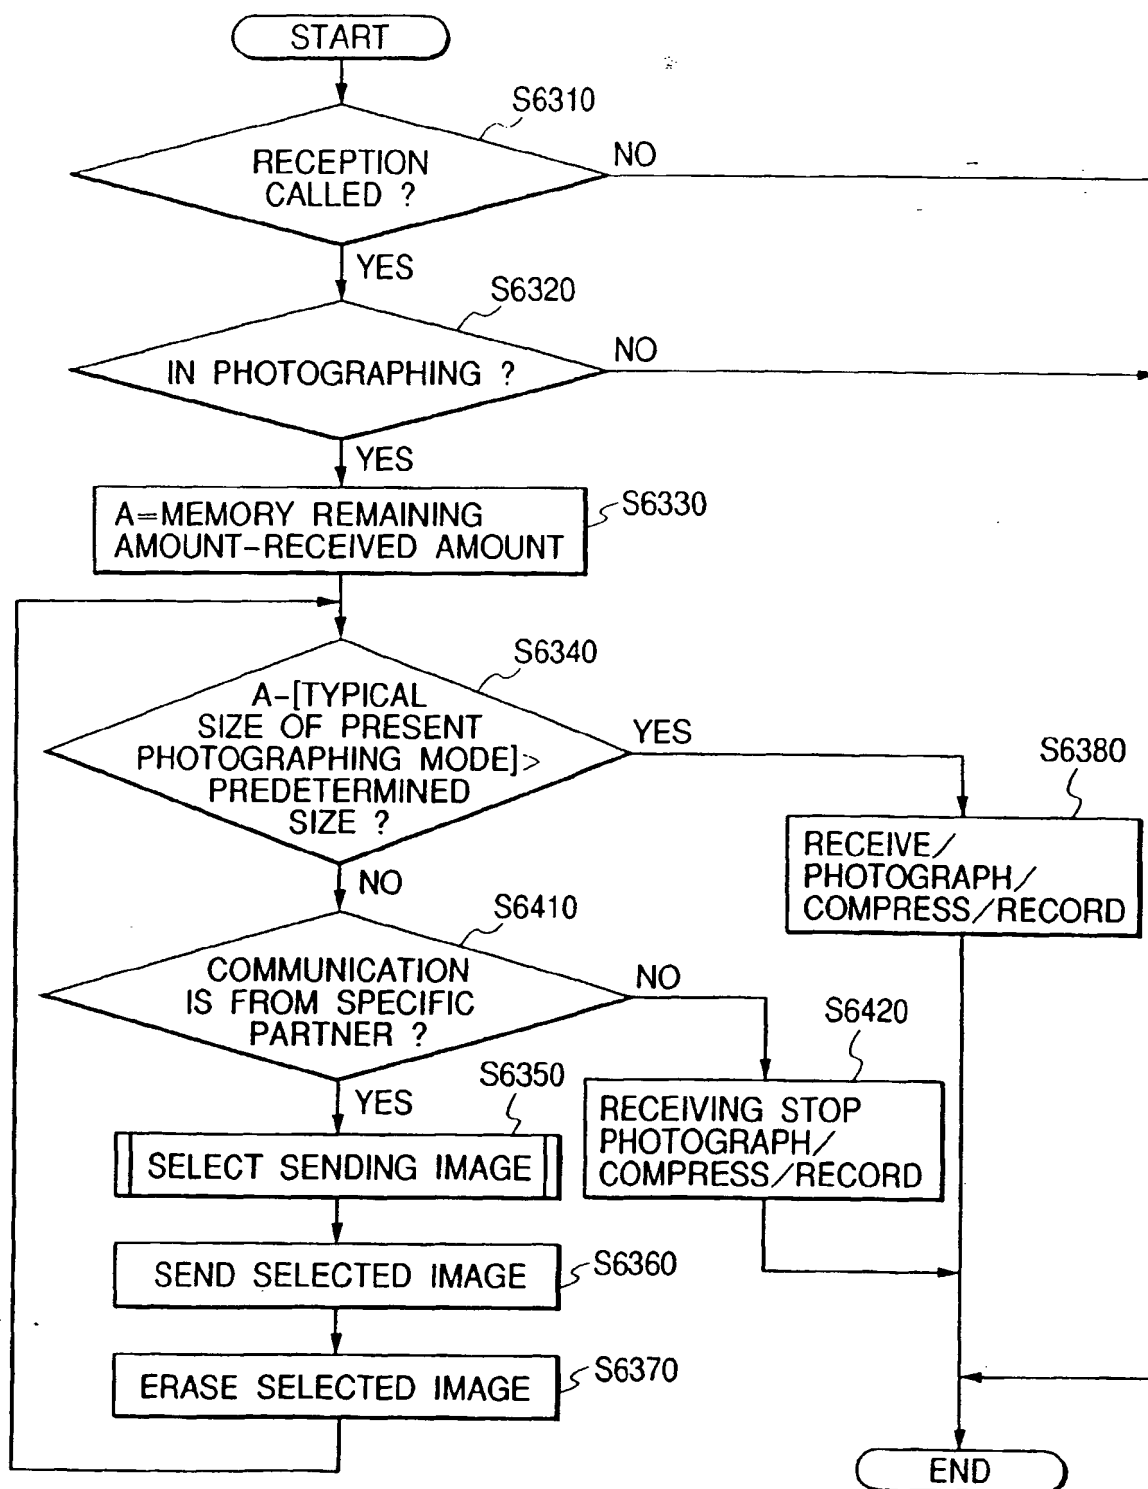 START
S6310
RECEPTION
CALLED ?
NO
YES
S6320
IN PHOTOGRAPHING ?
NO
YES
S6330
A=MEMORY REMAINING
AMOUNT-RECEIVED AMOUNT
S6340
A-[TYPICAL
SIZE OF PRESENT
PHOTOGRAPHING MODE]>
PREDETERMINED
SIZE ?
YES
NO
S6380
RECEIVE/
PHOTOGRAPH/
COMPRESS/RECORD
S6410
COMMUNICATION
IS FROM SPECIFIC
PARTNER ?
NO
YES
S6420
RECEIVING STOP
PHOTOGRAPH/
COMPRESS/RECORD
S6350
SELECT SENDING IMAGE
SEND SELECTED IMAGE
S6360
ERASE SELECTED IMAGE
S6370
END